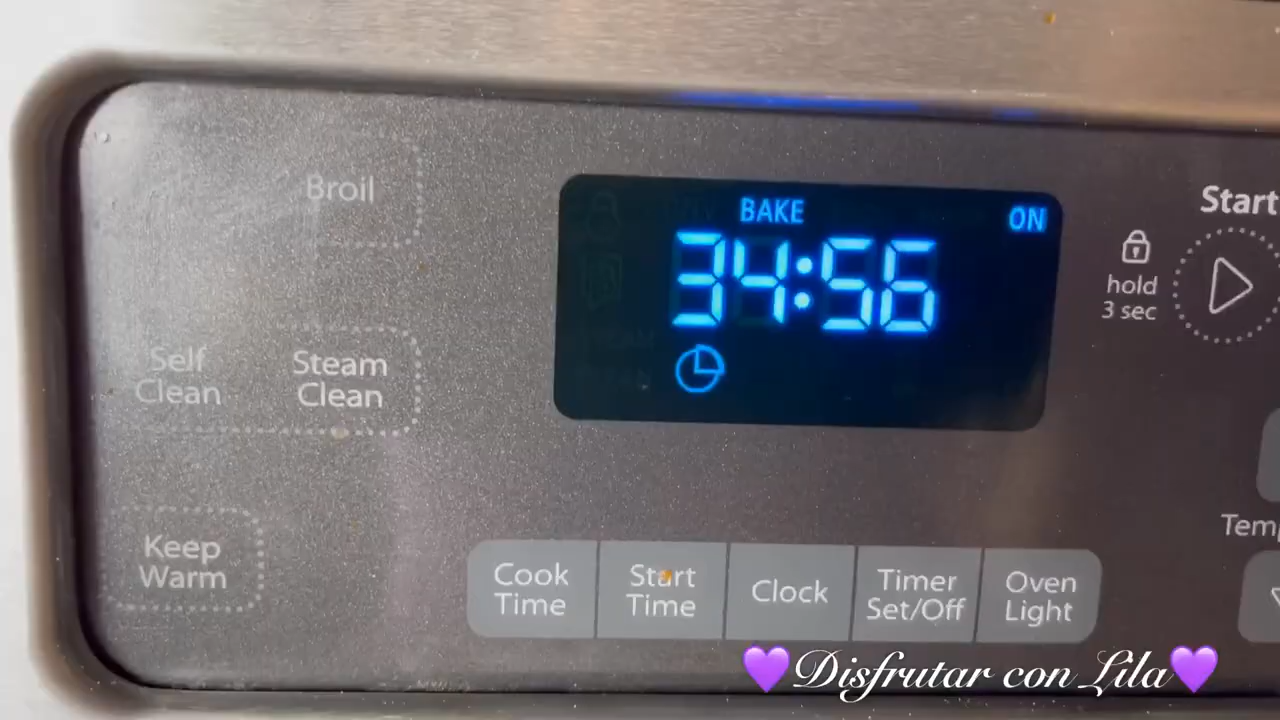 Broil
BAKE
ON
34:56
Start
hold
3 sec
Self
Clean
Steam
Clean
Keep
Warm
Cook
Time
Start
Time
Clock
Timer
Set/Off
Oven
Light
💜Disfrutar con Lila💜